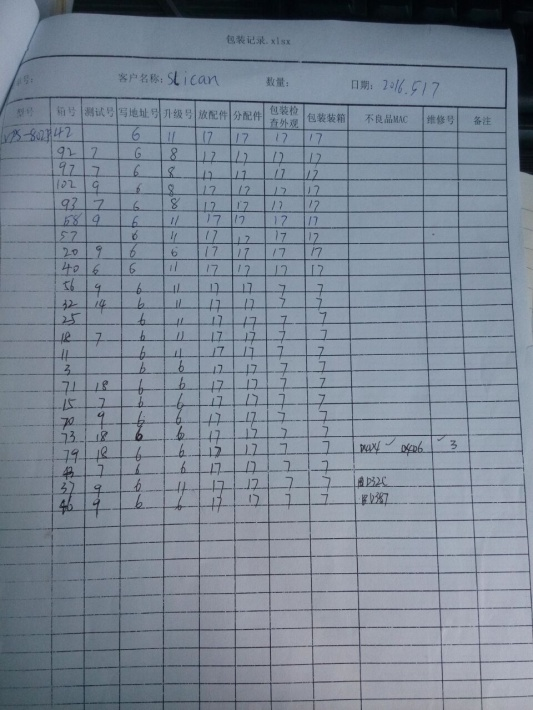 包装记录.xlsx
客户名称: Slican 数量: 日期: 2016.5.17
型号 箱号 测试号 写地址号 升级号 放配件 分配件 包装检查外观 包装装箱 不良品MAC 维修号 备注
42 6 11 17 17 17 17
92 7 6 8 17 17 17 17
97 7 6 8 17 17 17 17
102 9 6 8 17 17 17 17
93 7 6 8 17 17 17 17
58 9 6 11 17 17 17 17
57 6 11 17 17 17 17
20 9 6 6 17 17 17 17
40 6 6 11 17 17 17 17
56 9 6 11 17 17 7 7
32 14 6 11 17 17 7 7
25 6 11 17 17 7 7
18 7 6 11 17 17 7 7
11 6 11 17 17 7 7
3 6 6 17 17 7 7
71 18 6 6 17 17 7 7
15 7 6 6 17 17 7 7
70 9 6 6 17 17 7 7
73 18 6 6 17 17 7 7
79 18 6 6 17 17 7 7 3
7 6 6 17 17 7 7
37 9 6 11 17 17 7 7 D32C
9 6 6 17 17 7 7